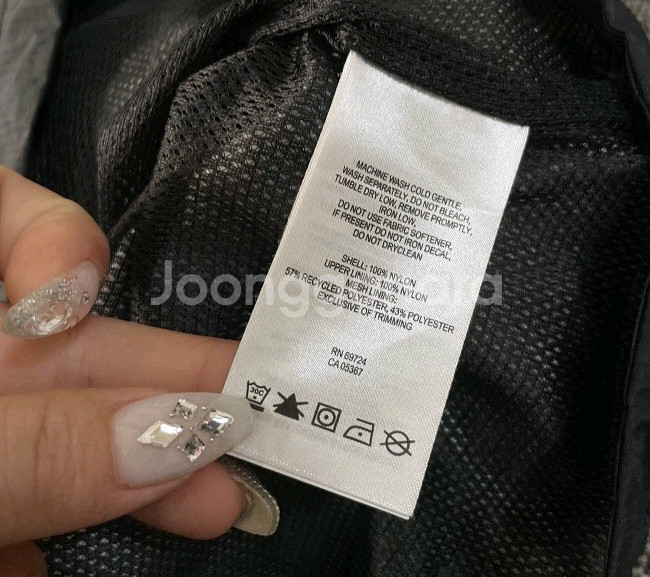 MACHINE WASH COLD GENTLE,
WASH SEPARATELY, DO NOT BLEACH,
TUMBLE DRY LOW, REMOVE PROMPTLY,
IRON LOW,
DO NOT USE FABRIC SOFTENER,
IF PRESENT DO NOT IRON DECAL,
DO NOT DRYCLEAN
SHELL: 100% NYLON
UPPER LINING: 100% NYLON
MESH LINING:
57% RECYCLED POLYESTER, 43% POLYESTER
EXCLUSIVE OF TRIMMING
Joonggonara
RN 69724
CA 05367
30C